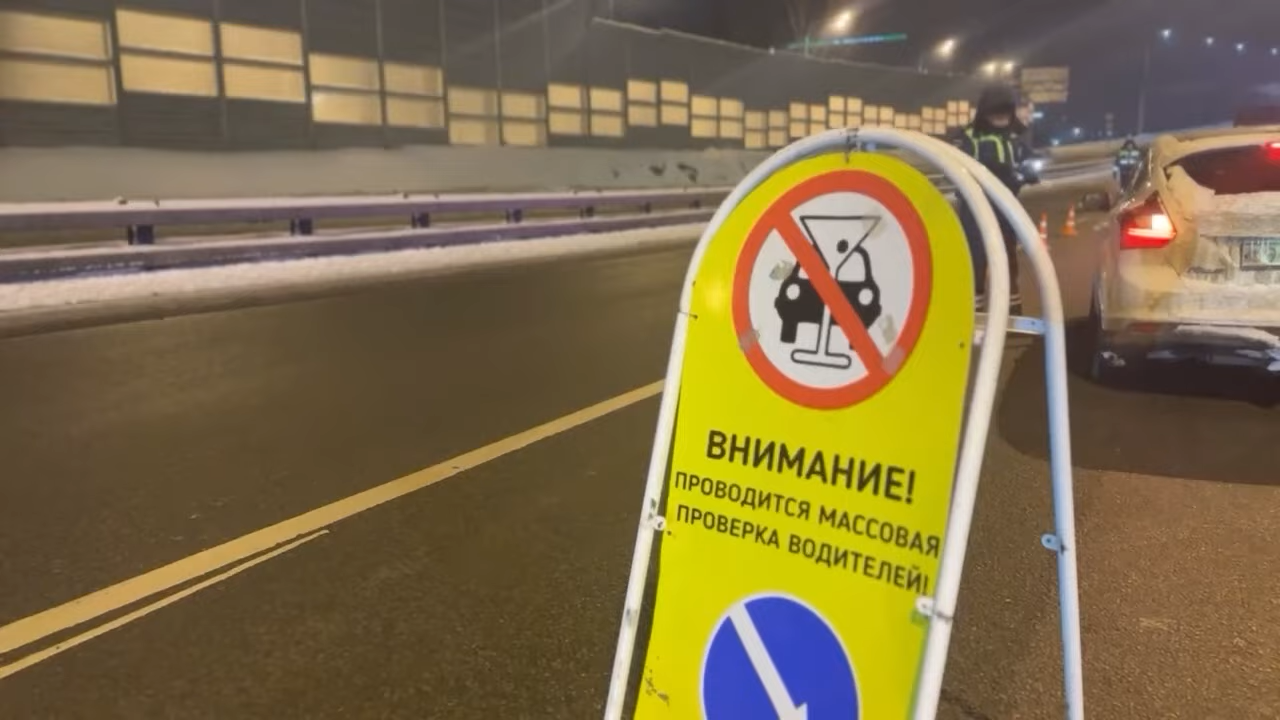 ВНИМАНИЕ!
ПРОВОДИТСЯ МАССОВАЯ
ПРОВЕРКА ВОДИТЕЛЕЙ!